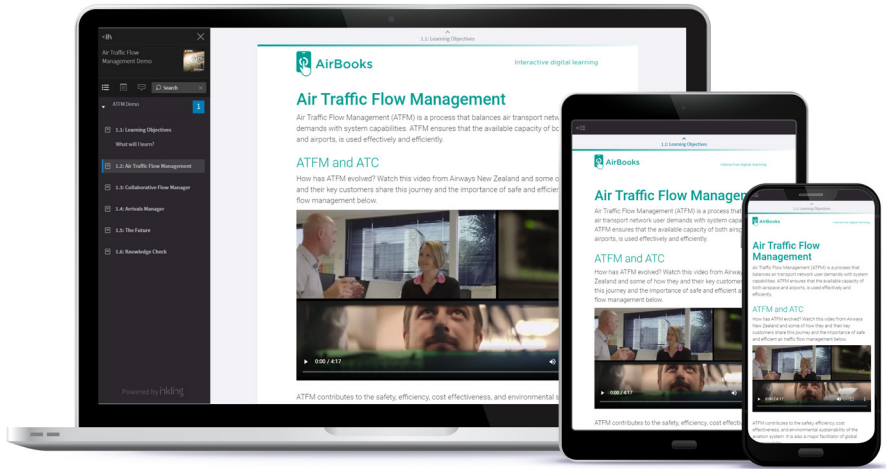 Air Traffic Flow
Management Demo
Search
ATFM Demo
1
1.1: Learning Objectives
What will I learn?
1.2: Air Traffic Flow Management
1.3: Collaborative Flow Manager
1.4: Arrivals Manager
1.5: The Future
1.6: Knowledge Check
Powered by inkling
1.1: Learning Objectives
AirBooks
Interactive digital learning
Air Traffic Flow Management
Air Traffic Flow Management (ATFM) is a process that balances air transport netw
demands with system capabilities. ATFM ensures that the available capacity of bo
and airports, is used effectively and efficiently.
ATFM and ATC
How has ATFM evolved? Watch this video from Airways New Zealand and some o
and their key customers share this journey and the importance of safe and efficien
flow management below.
0:00 / 4:17
ATFM contributes to the safety, efficiency, cost effectiveness, and environmental s
1.1: Learning Objectives
AirBooks
Interactive digital learning
Air Traffic Flow Manager
Air Traffic Flow Management (ATFM) is a process that
air transport network user demands with system capa
ATFM ensures that the available capacity of both airsp
airports, is used effectively and efficiently.
ATFM and ATC
How has ATFM evolved? Watch this video from Airway
Zealand and some of how they and their key customer
this journey and the importance of safe and efficient a
flow management below.
0:00 / 4:17
ATFM contributes to the safety, efficiency, cost effecti
1.1: Learning Objectives
AirBooks
Interactive digital learning
Air Traffic Flow
Management
Air Traffic Flow Management (ATFM) is a process that
balances air transport network user demands with system
capabilities. ATFM ensures that the available capacity of
both airspace and airports, is used effectively and
efficiently.
ATFM and ATC
How has ATFM evolved? Watch this video from Airways
New Zealand and some of how they and their key
customers share this journey and the importance of safe
and efficient air traffic flow management below.
0:00 / 4:17
ATFM contributes to the safety, efficiency, cost
effectiveness, and environmental sustainability of the
aviation system. It is also a major facilitator of global